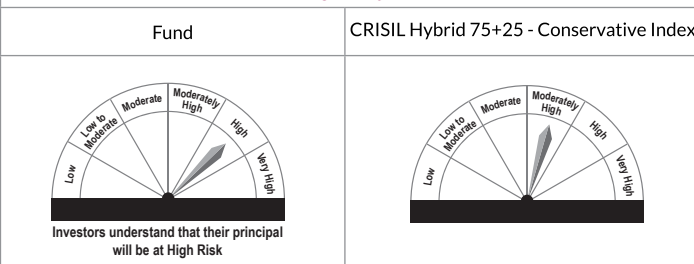 Fund
CRISIL Hybrid 75+25 - Conservative Index
Low
Low to
Moderate
Moderate
Moderately
High
High
Very High
Low
Low to
Moderate
Moderate
Moderately
High
High
Very High
Investors understand that their principal
will be at High Risk